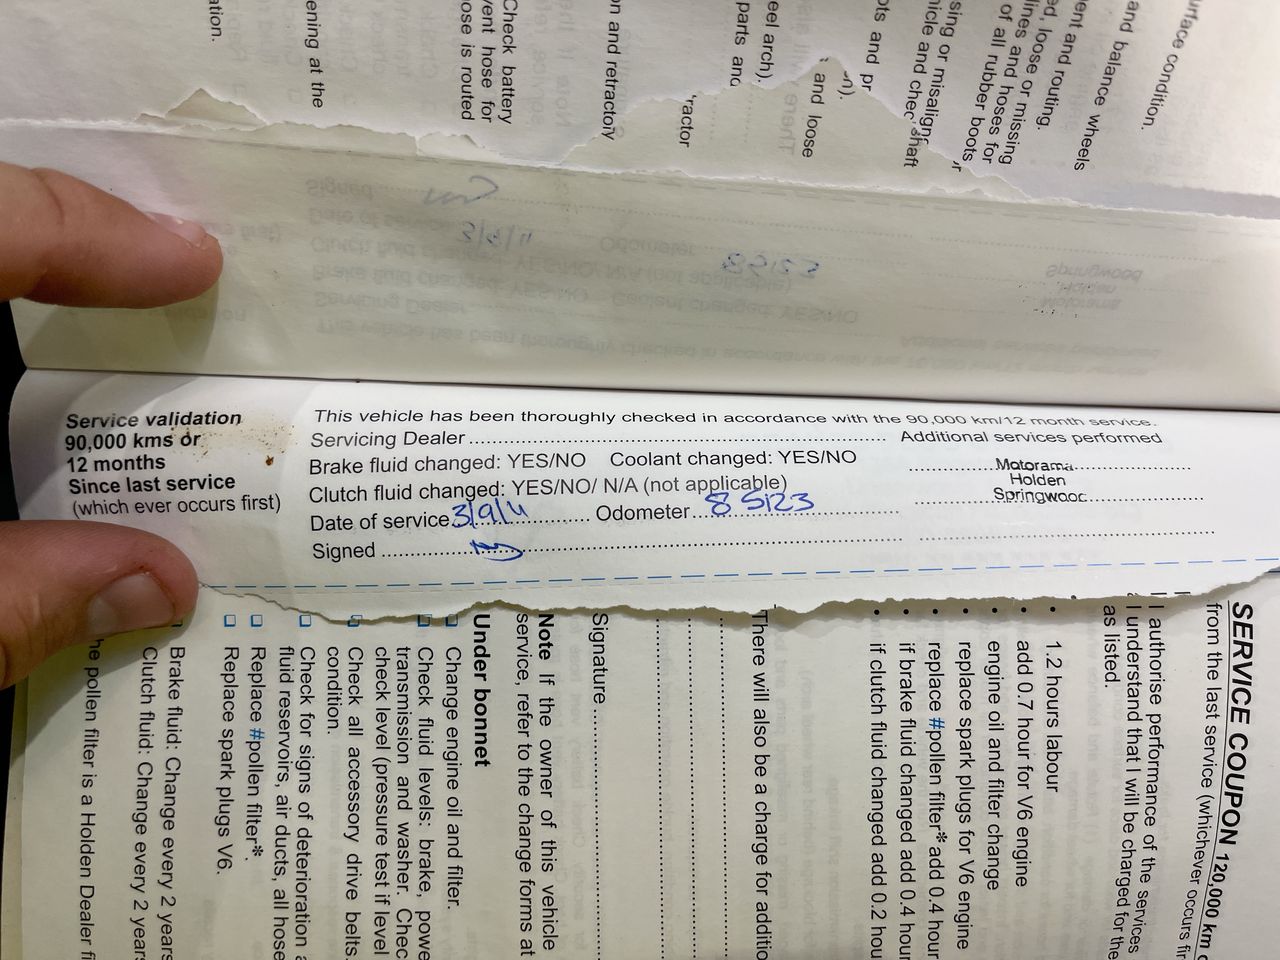 Service validation
90,000 kms or
12 months
Since last service
(which ever occurs first)
This vehicle has been thoroughly checked in accordance with the 90,000 km/12 month service.
Servicing Dealer
Additional services performed
Brake fluid changed: YES/NO Coolant changed: YES/NO
Clutch fluid changed: YES/NO/ N/A (not applicable)
Date of service 3/9/11 Odometer 85123
Signed
Motorama
Holden
Springwood
urface condition.
and balance wheels
ent and routing.
ed, loose or missing
lines and hoses for
of all rubber boots
sing or misalign
hicle and chec
haft
ots and pr
and loose
eel arch).
parts and
ractor
on and retractory
Check battery
vent hose for
ose is routed
ening at the
ation.
SERVICE COUPON 120,000 km
from the last service (whichever occurs fir
I authorise performance of the services
I understand that I will be charged for the
as listed.
• 1.2 hours labour
• add 0.7 hour for V6 engine
• engine oil and filter change
• replace spark plugs for V6 engine
• replace #pollen filter* add 0.4 hour
• if brake fluid changed add 0.4 hour
• if clutch fluid changed add 0.2 hou
There will also be a charge for additio
Signature
Note If the owner of this vehicle
service, refer to the change forms at
Under bonnet
Change engine oil and filter.
Check fluid levels: brake, powe
transmission and washer. Chec
check level (pressure test if level
Check all accessory drive belts.
condition.
Check for signs of deterioration
fluid reservoirs, air ducts, all hose
Replace #pollen filter*.
Replace spark plugs V6.
Brake fluid: Change every 2 years
Clutch fluid: Change every 2 years
he pollen filter is a Holden Dealer fi